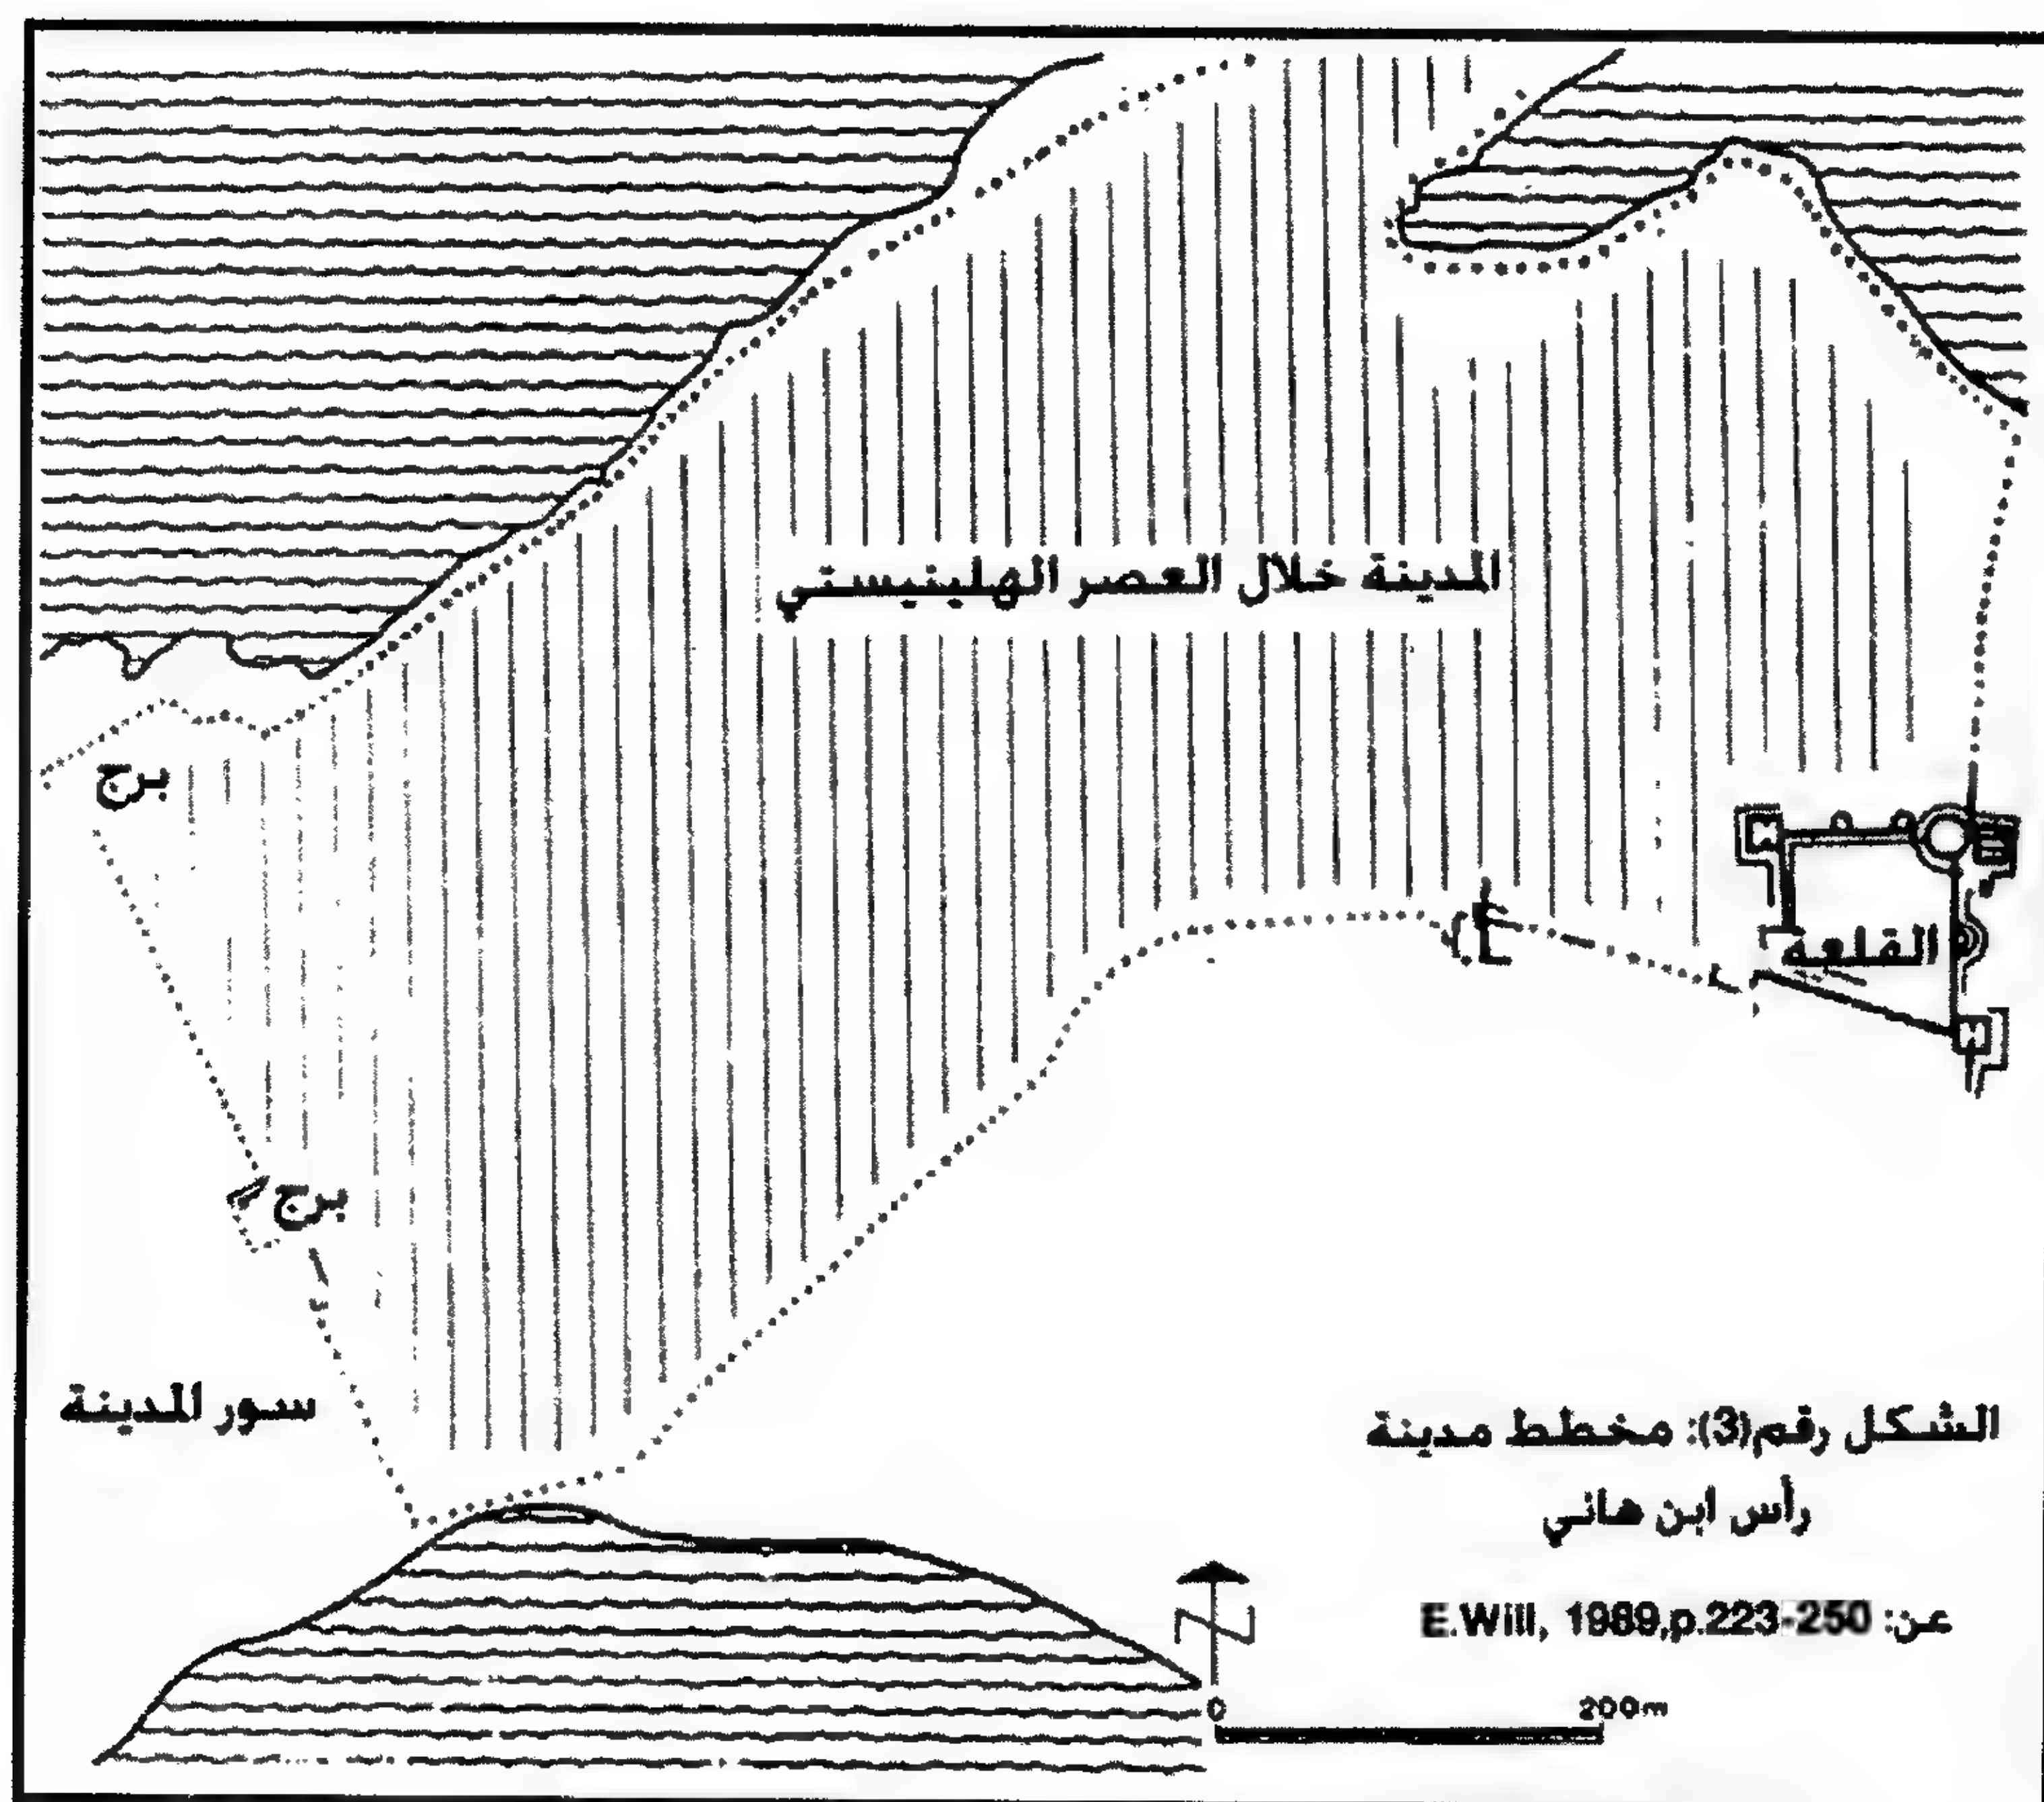 المدينة خلال العصر الهلينيستي
برج
القلعة
برج
سور المدينة
الشكل رقم(3): مخطط مدينة
رأس ابن هاني
عن: E.Will, 1989,p.223-250
N
0 200m